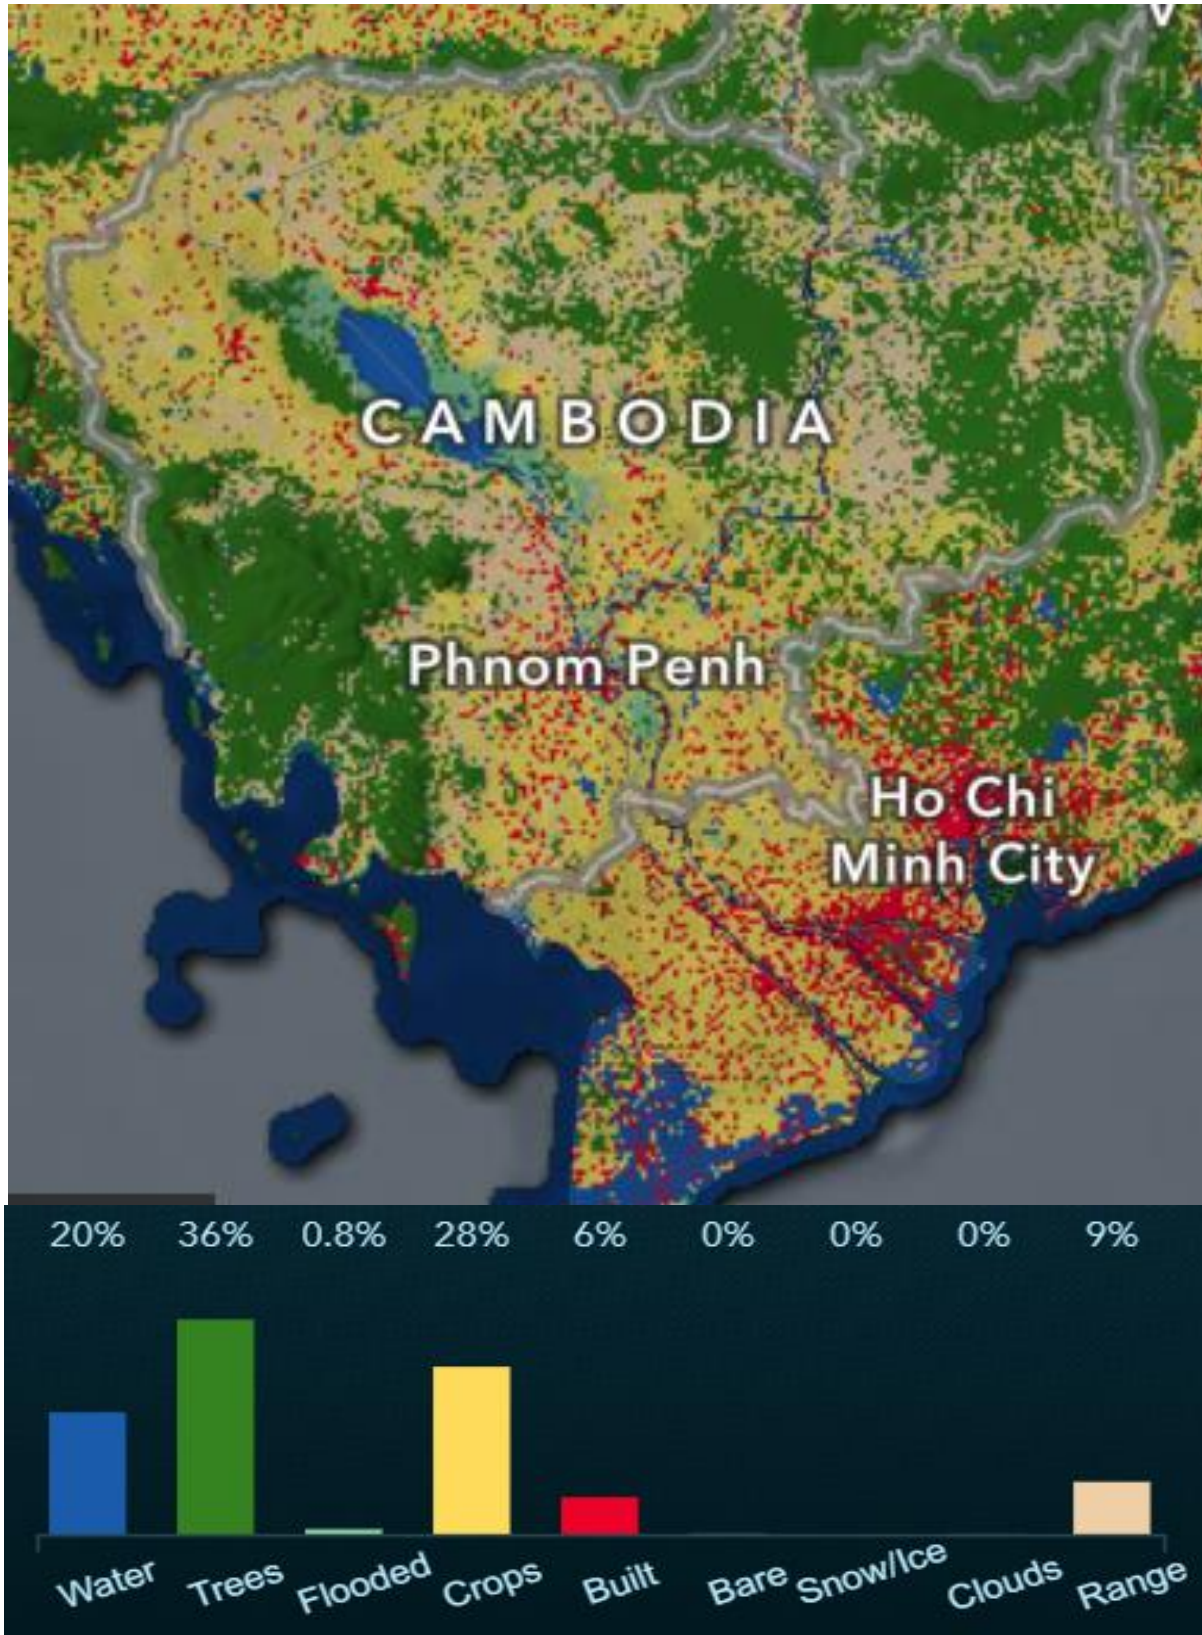 V
CAMBODIA
Phnom Penh
Ho Chi
Minh City
20% 36% 0.8% 28% 6% 0% 0% 0% 9%
Water Trees Flooded Crops Built Bare Snow/Ice Clouds Range